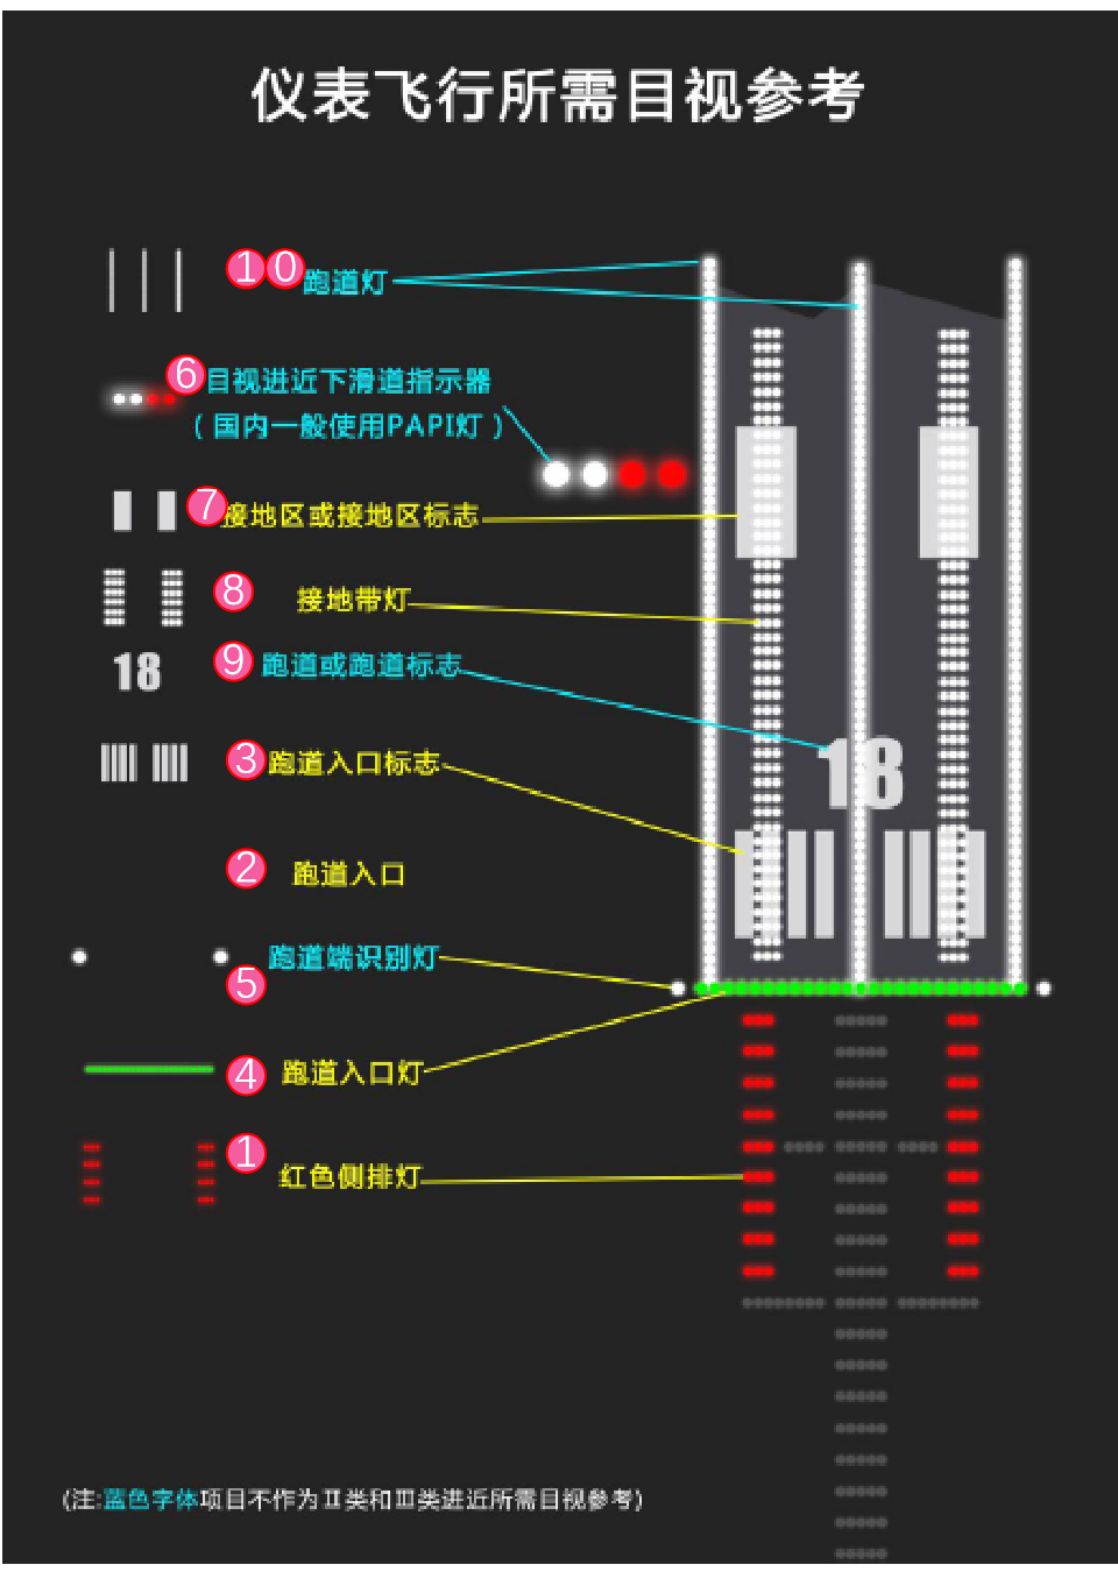 仪表飞行所需目视参考
10 跑道灯
6 目视进近下滑道指示器
（国内一般使用PAPI灯）
7 接地区或接地区标志
8 接地带灯
18
9 跑道或跑道标志
18
3 跑道入口标志
2 跑道入口
跑道端识别灯
5
4 跑道入口灯
1 红色侧排灯
(注:蓝色字体项目不作为Ⅱ类和Ⅲ类进近所需目视参考)